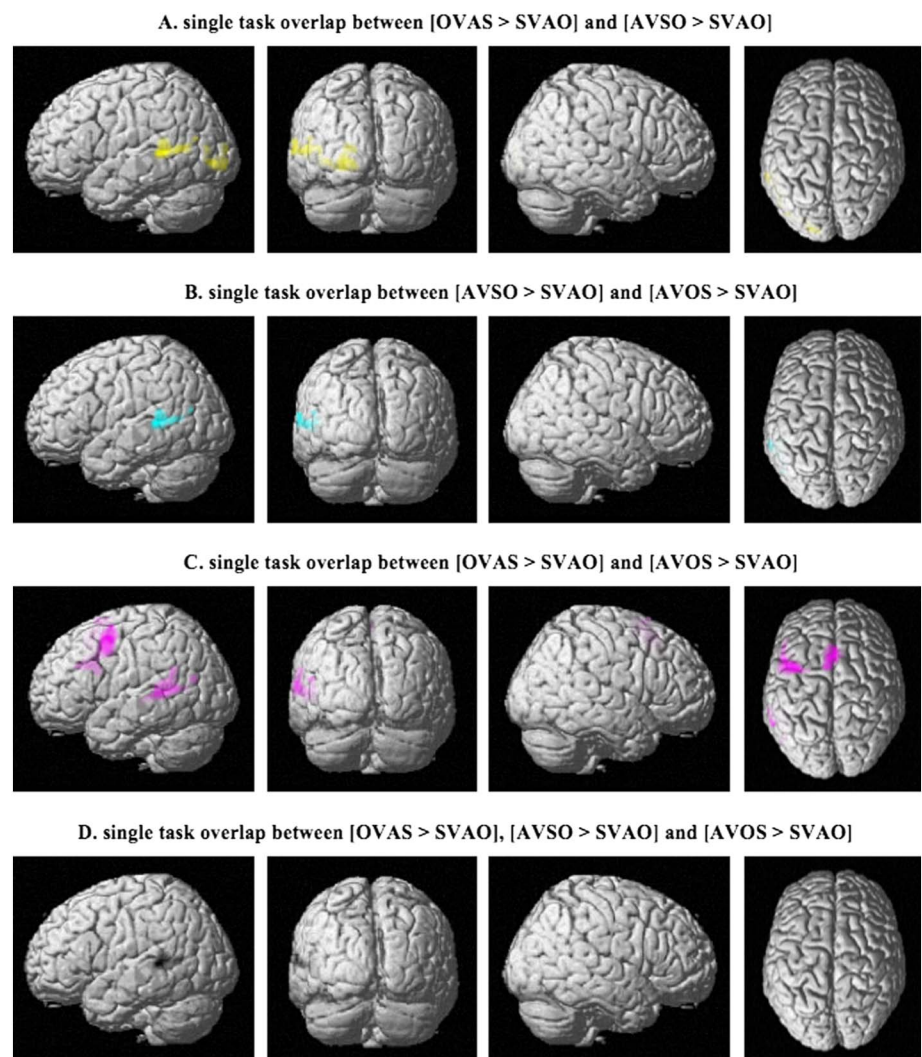 A. single task overlap between [OVAS > SVAO] and [AVSO > SVAO]
B. single task overlap between [AVSO > SVAO] and [AVOS > SVAO]
C. single task overlap between [OVAS > SVAO] and [AVOS > SVAO]
D. single task overlap between [OVAS > SVAO], [AVSO > SVAO] and [AVOS > SVAO]